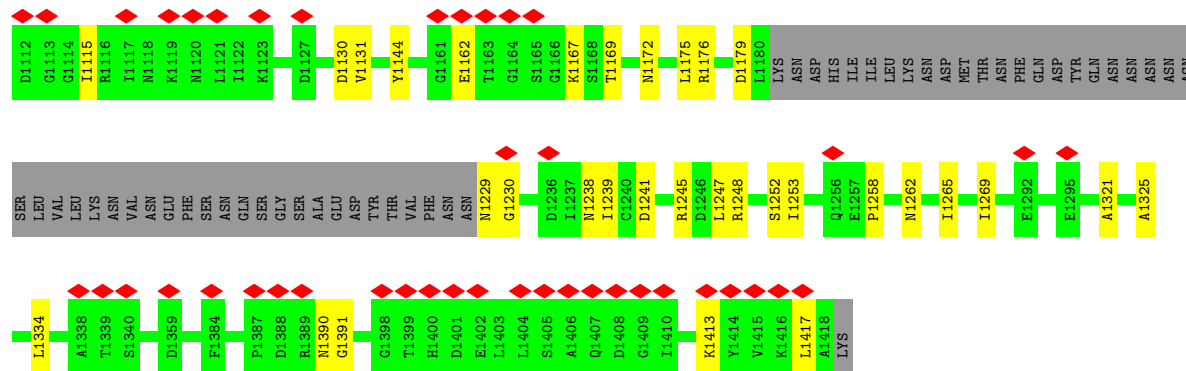 D1112 G1113 G1114 I1115 R1116 I1117 N1118 K1119 N1120 L1121 I1122 K1123 D1127 D1130 V1131 Y1144 G1161 E1162 T1163 G1164 S1165 G1166 K1167 S1168 T1169 N1172 L1175 R1176 D1179 L1180 LYS ASN ASP HIS ILE ILE LEU LYS ASN ASP MET THR ASN PHE GLN ASP TYR GLN ASN ASN ASN ASN ASN
SER LEU VAL LEU LYS ASN VAL ASN GLU PHE SER ASN GLN SER GLY SER ALA GLU ASP TYR THR VAL PHE ASN ASN N1229 G1230 D1236 I1237 N1238 I1239 C1240 D1241 R1245 D1246 L1247 R1248 S1252 I1253 Q1256 E1257 P1258 N1262 I1265 I1269 E1292 E1295 A1321 A1325
L1334 A1338 T1339 S1340 D1359 F1384 P1387 D1388 R1389 N1390 G1391 G1398 T1399 H1400 D1401 E1402 L1403 L1404 S1405 A1406 Q1407 D1408 G1409 I1410 K1413 Y1414 V1415 K1416 L1417 A1418 LYS